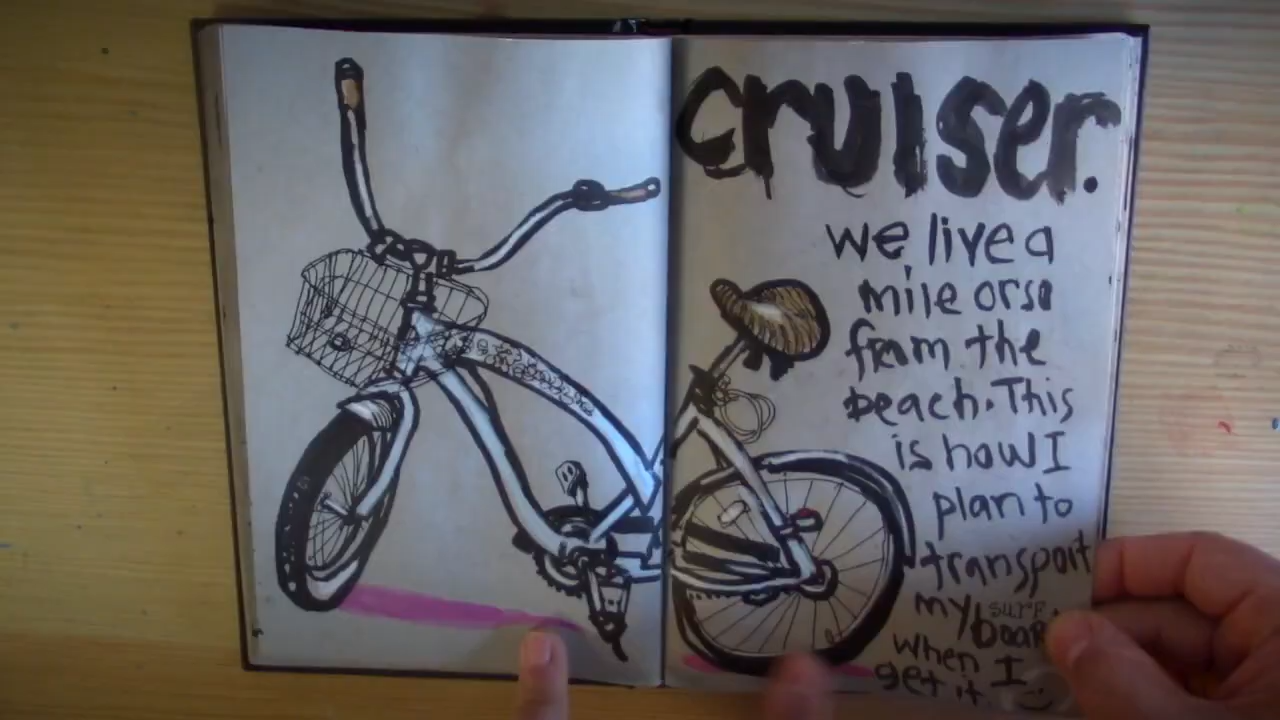 cruiser.
we live a
mile or so
from the
beach. This
is how I
plan to
transport
my surf.
board
when I
get it.